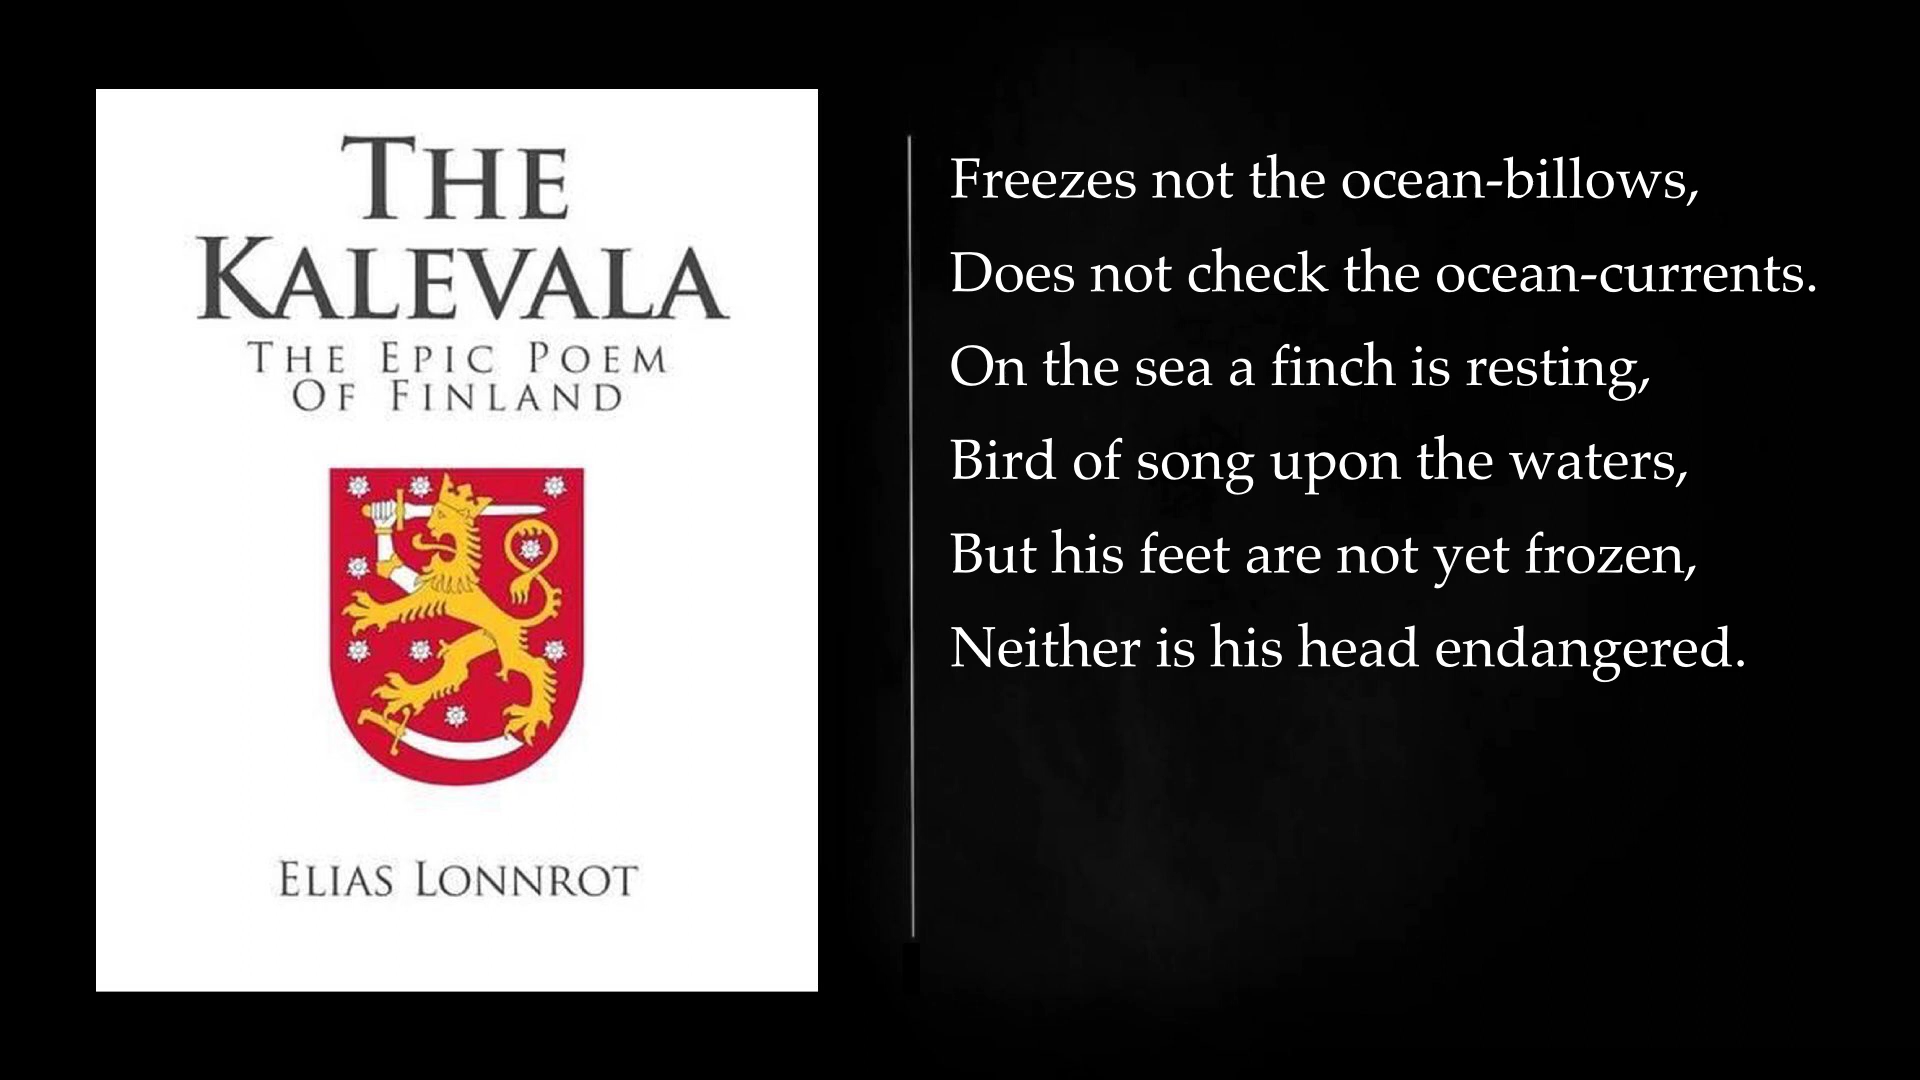 THE
KALEVALA
THE EPIC POEM
OF FINLAND
ELIAS LONNROT
Freezes not the ocean-billows,
Does not check the ocean-currents.
On the sea a finch is resting,
Bird of song upon the waters,
But his feet are not yet frozen,
Neither is his head endangered.